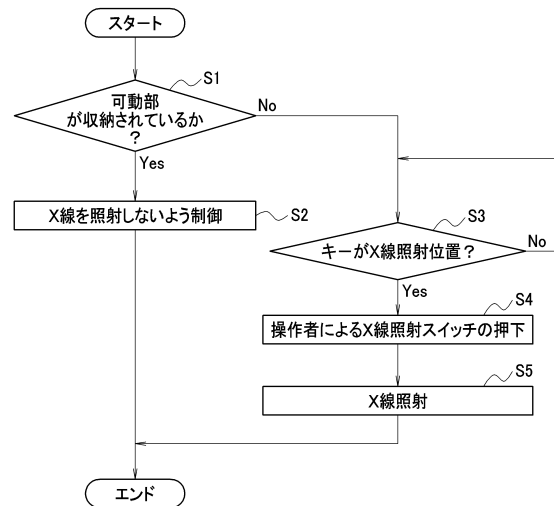 スタート
S1
可動部
が収納されているか
?
No
Yes
X線を照射しないよう制御
S2
S3
キーがX線照射位置?
No
Yes
S4
操作者によるX線照射スイッチの押下
S5
X線照射
エンド